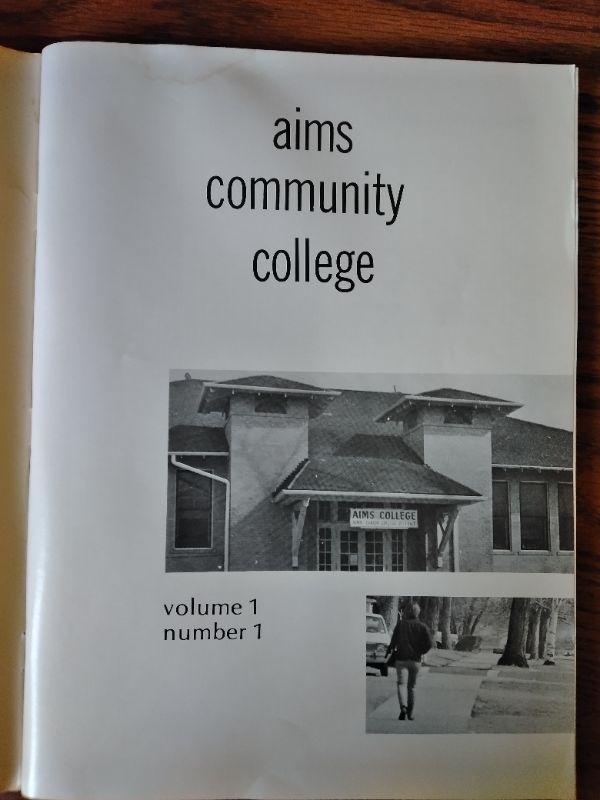 aims
community
college
AIMS COLLEGE
volume 1
number 1